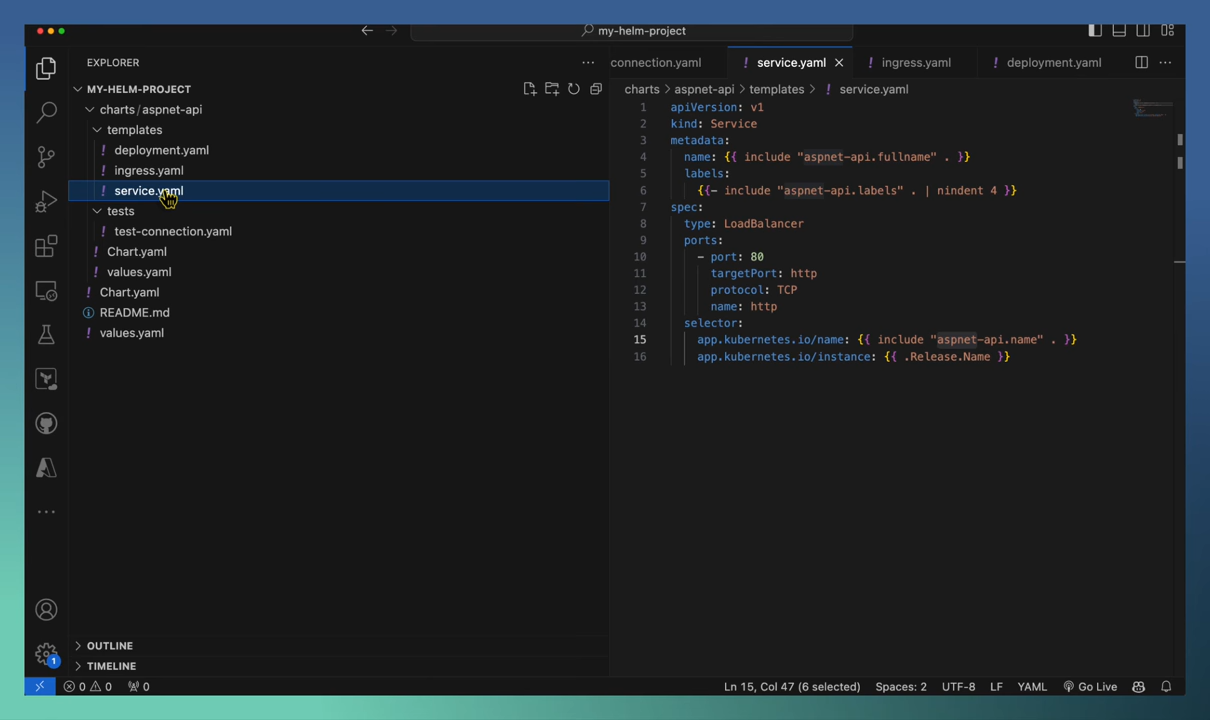 my-helm-project
EXPLORER
MY-HELM-PROJECT
charts / aspnet-api
templates
! deployment.yaml
! ingress.yaml
! service.yaml
tests
! test-connection.yaml
! Chart.yaml
! values.yaml
! Chart.yaml
README.md
! values.yaml
OUTLINE
TIMELINE
connection.yaml
! service.yaml
! ingress.yaml
! deployment.yaml
charts > aspnet-api > templates > ! service.yaml
1 apiVersion: v1
2 kind: Service
3 metadata:
4 name: {{ include "aspnet-api.fullname" . }}
5 labels:
6 {{- include "aspnet-api.labels" . | nindent 4 }}
7 spec:
8 type: LoadBalancer
9 ports:
10 - port: 80
11 targetPort: http
12 protocol: TCP
13 name: http
14 selector:
15 app.kubernetes.io/name: {{ include "aspnet-api.name" . }}
16 app.kubernetes.io/instance: {{ .Release.Name }}
1
0 0 0
Ln 15, Col 47 (6 selected) Spaces: 2 UTF-8 LF YAML Go Live